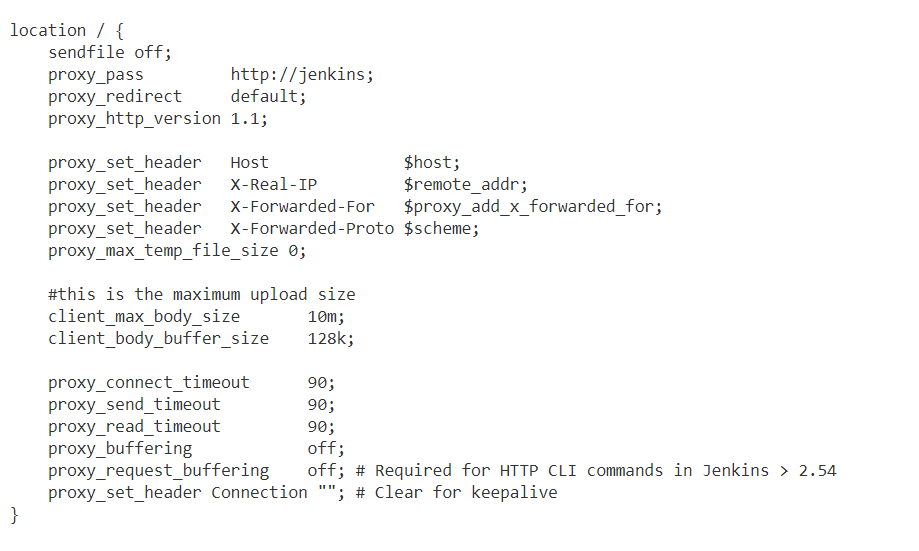 location / {
    sendfile off;
    proxy_pass         http://jenkins;
    proxy_redirect     default;
    proxy_http_version 1.1;

    proxy_set_header   Host              $host;
    proxy_set_header   X-Real-IP         $remote_addr;
    proxy_set_header   X-Forwarded-For   $proxy_add_x_forwarded_for;
    proxy_set_header   X-Forwarded-Proto $scheme;
    proxy_max_temp_file_size 0;

    #this is the maximum upload size
    client_max_body_size       10m;
    client_body_buffer_size    128k;

    proxy_connect_timeout      90;
    proxy_send_timeout         90;
    proxy_read_timeout         90;
    proxy_buffering            off;
    proxy_request_buffering    off; # Required for HTTP CLI commands in Jenkins > 2.54
    proxy_set_header Connection ""; # Clear for keepalive
}